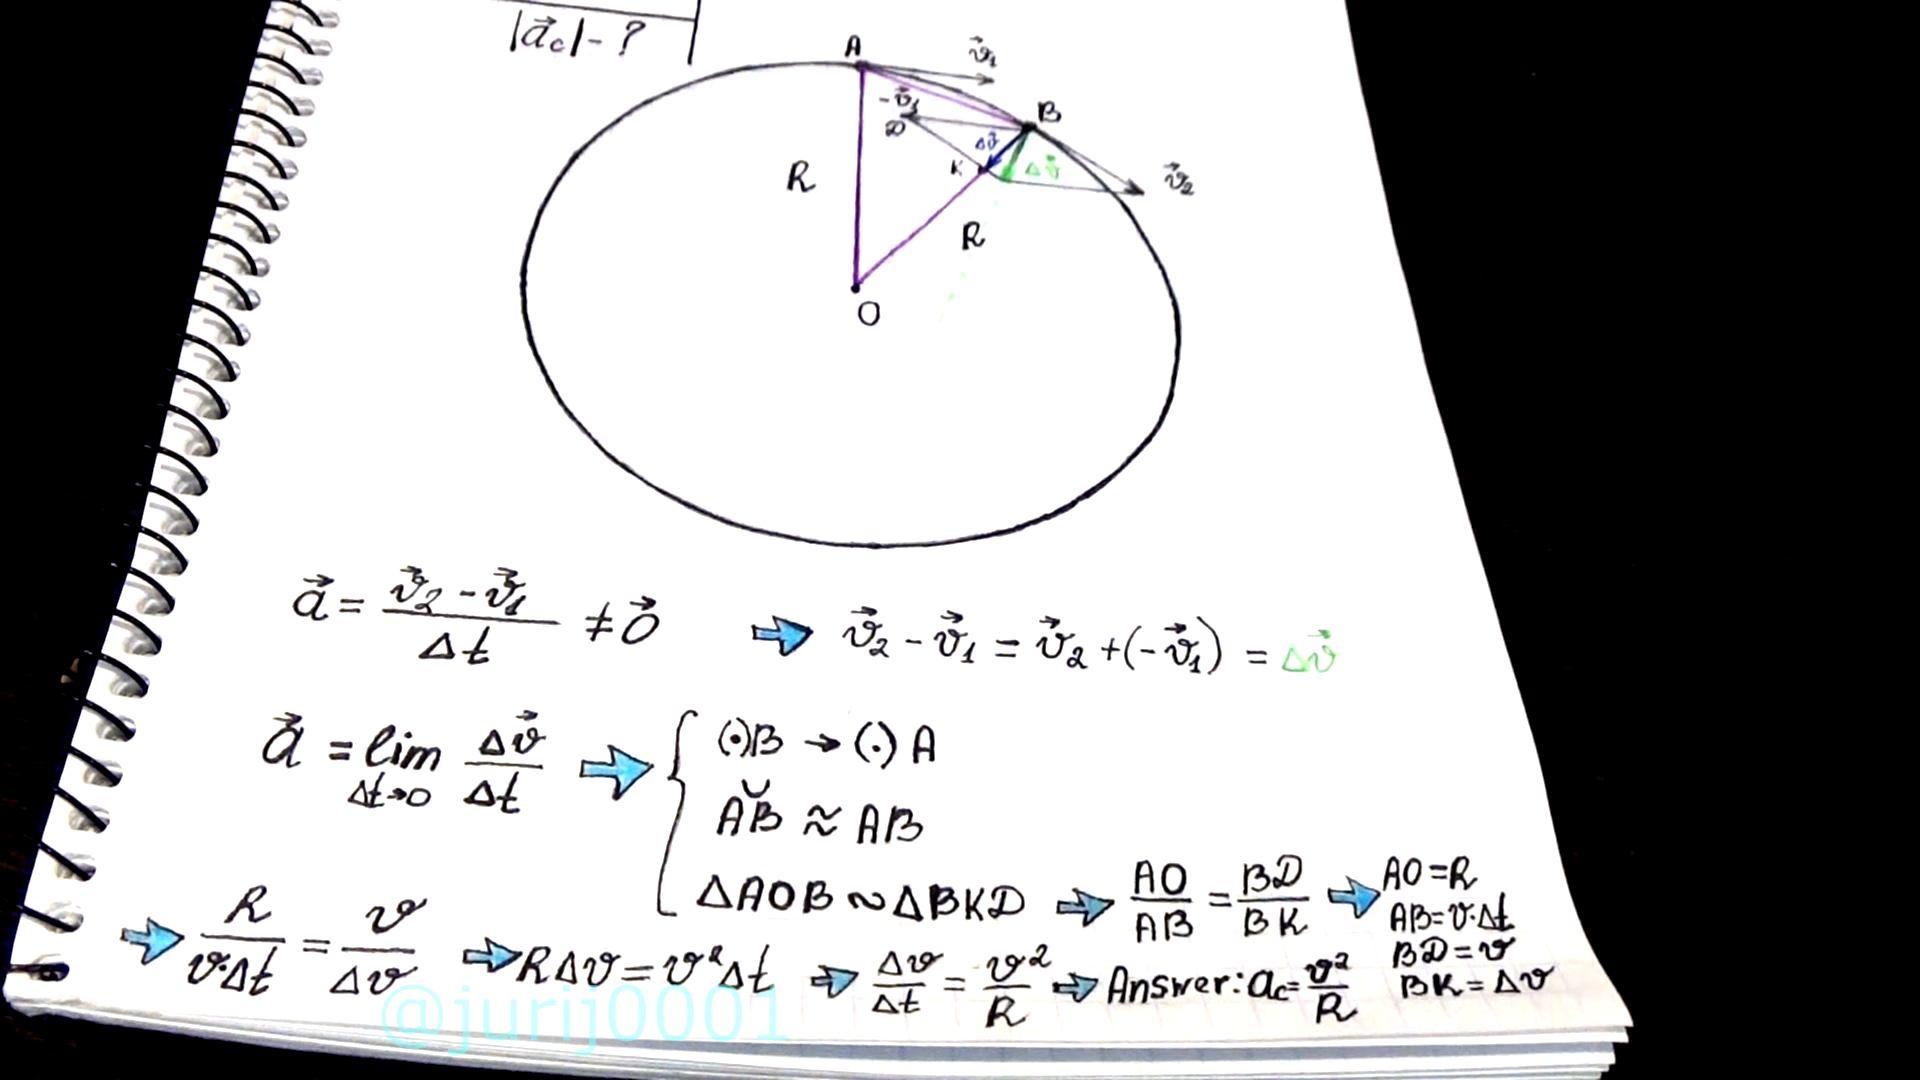 |a⃗c| - ?
A
v⃗1
-v⃗1
D
B
Δv⃗
K
Δv⃗
v⃗2
R
R
O
a⃗ = (v⃗2 - v⃗1)/Δt ≠ 0⃗ ⇒ v⃗2 - v⃗1 = v⃗2 + (-v⃗1) = Δv⃗
a⃗ = lim Δt→0 Δv⃗/Δt ⇒ { (·)B → (·)A
A͝B ≈ AB
ΔAOB ~ ΔBKD ⇒ AO/AB = BD/BK ⇒ AO = R
AB = v·Δt
BD = v
BK = Δv
⇒ R/(v·Δt) = v/Δv ⇒ RΔv = v²Δt ⇒ Δv/Δt = v²/R ⇒ Answer: ac = v²/R
@jurij0001